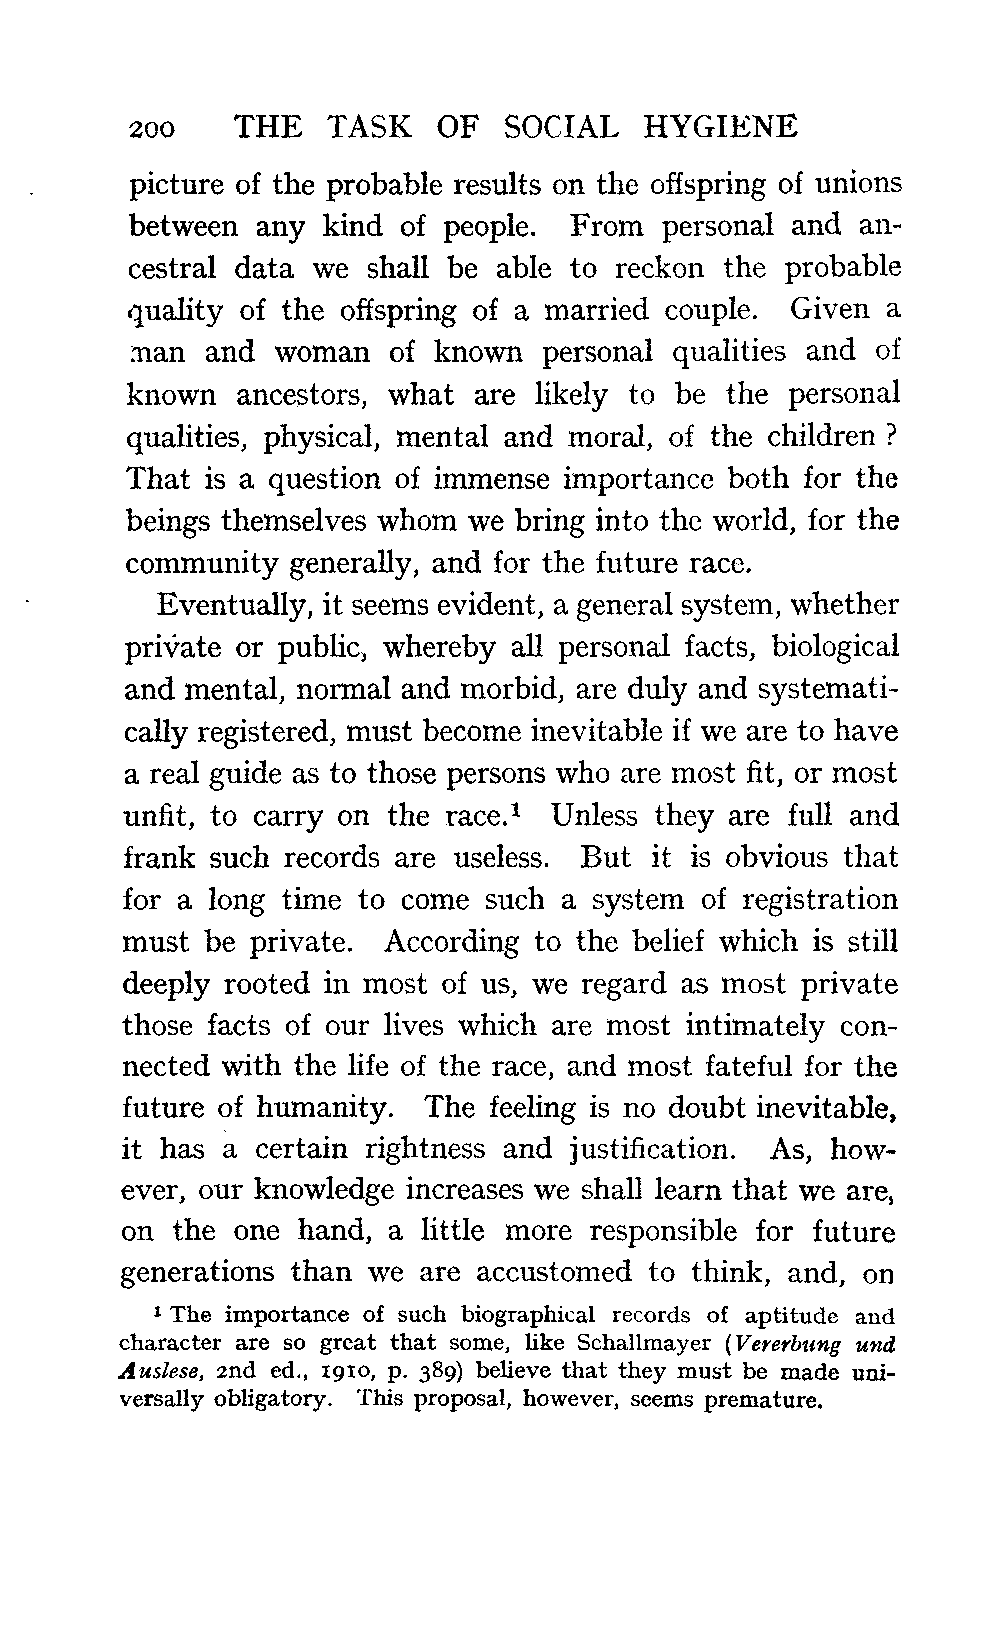 200 THE TASK OF SOCIAL HYGIENE
picture of the probable results on the offspring of unions
between any kind of people. From personal and an-
cestral data we shall be able to reckon the probable
quality of the offspring of a married couple. Given a
man and woman of known personal qualities and of
known ancestors, what are likely to be the personal
qualities, physical, mental and moral, of the children ?
That is a question of immense importance both for the
beings themselves whom we bring into the world, for the
community generally, and for the future race.
Eventually, it seems evident, a general system, whether
private or public, whereby all personal facts, biological
and mental, normal and morbid, are duly and systemati-
cally registered, must become inevitable if we are to have
a real guide as to those persons who are most fit, or most
unfit, to carry on the race.¹ Unless they are full and
frank such records are useless. But it is obvious that
for a long time to come such a system of registration
must be private. According to the belief which is still
deeply rooted in most of us, we regard as most private
those facts of our lives which are most intimately con-
nected with the life of the race, and most fateful for the
future of humanity. The feeling is no doubt inevitable,
it has a certain rightness and justification. As, how-
ever, our knowledge increases we shall learn that we are,
on the one hand, a little more responsible for future
generations than we are accustomed to think, and, on
¹ The importance of such biographical records of aptitude and
character are so great that some, like Schallmayer (Vererbung und
Auslese, 2nd ed., 1910, p. 389) believe that they must be made uni-
versally obligatory. This proposal, however, seems premature.